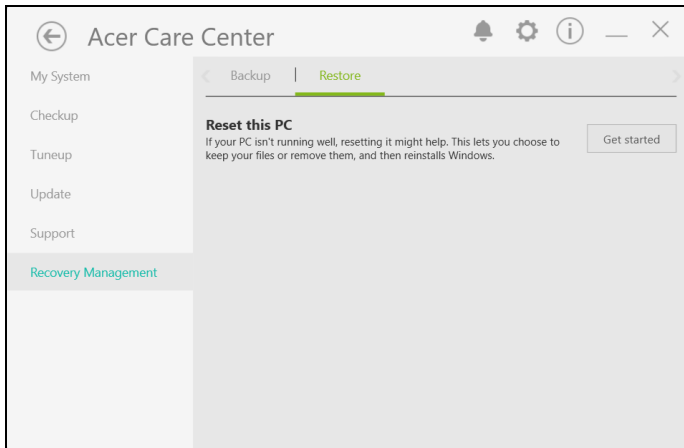 Acer Care Center
My System
Checkup
Tuneup
Update
Support
Recovery Management
Backup
Restore
Reset this PC
If your PC isn't running well, resetting it might help. This lets you choose to
keep your files or remove them, and then reinstalls Windows.
Get started